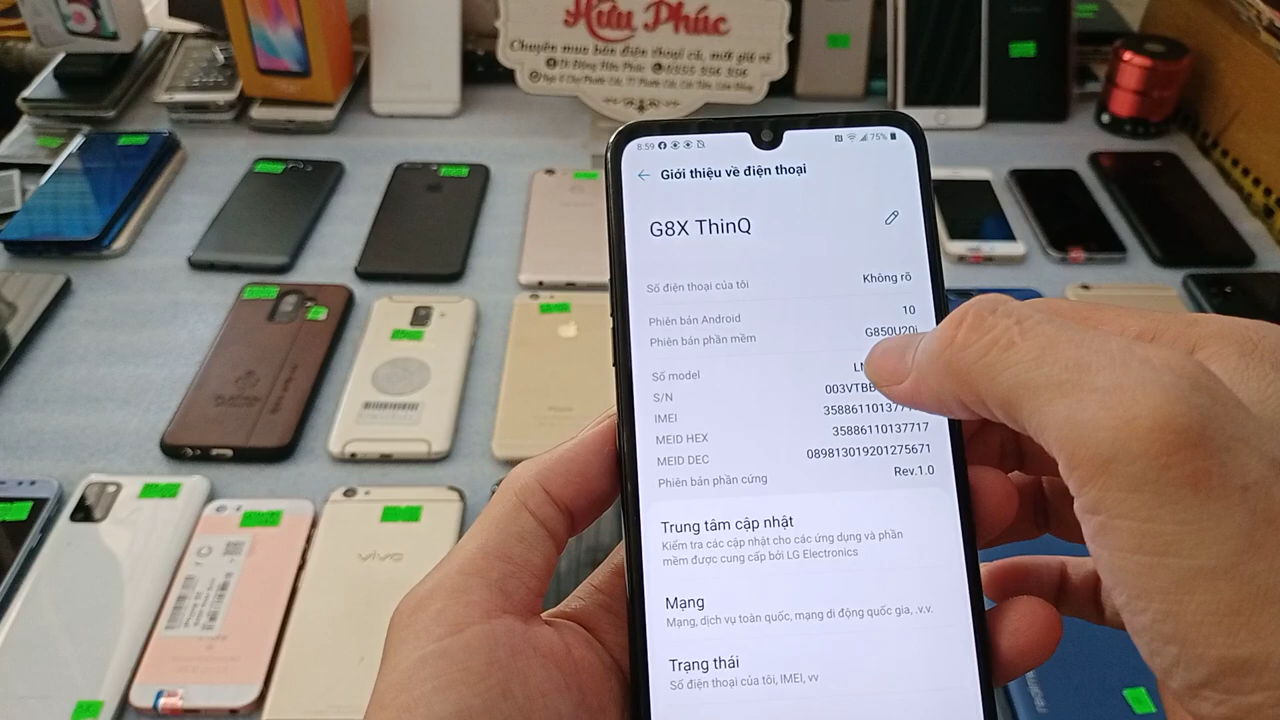 Hữu Phúc
Chuyên mua bán điện thoại cũ, mới giá rẻ
Di Động Hữu Phúc
8:59
75%
Giới thiệu về điện thoại
G8X ThinQ
Số điện thoại của tôi
Không rõ
Phiên bản Android
10
Phiên bản phần mềm
G850U20i
Số model
S/N
003VTB
IMEI
MEID HEX
35886110137717
MEID DEC
089813019201275671
Phiên bản phần cứng
Rev.1.0
Trung tâm cập nhật
Kiểm tra các cập nhật cho các ứng dụng và phần
mềm được cung cấp bởi LG Electronics
Mạng
Mạng, dịch vụ toàn quốc, mạng di động quốc gia, .v.v.
Trạng thái
Số điện thoại của tôi, IMEI, vv
vivo